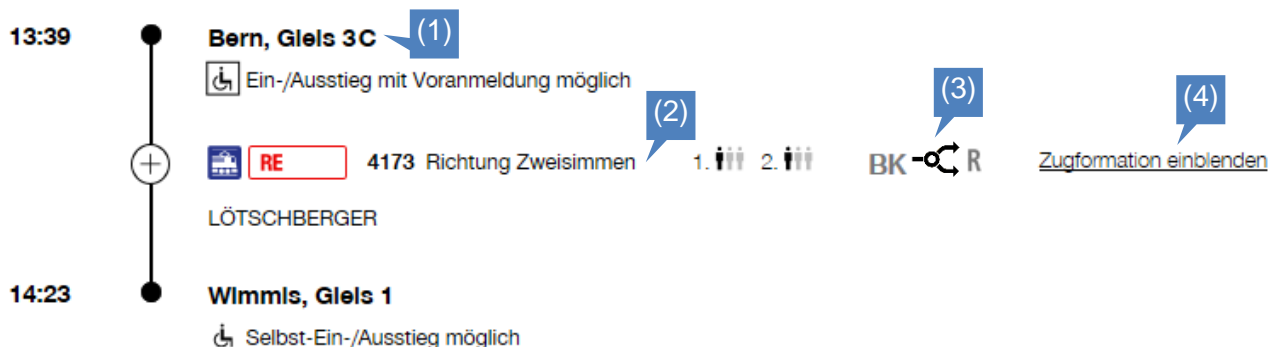 13:39 Bern, Gleis 3C (1)
Ein-/Ausstieg mit Voranmeldung möglich
(2) (3) (4)
RE 4173 Richtung Zweisimmen 1. 2. BK R Zugformation einblenden
LÖTSCHBERGER
14:23 Wimmis, Gleis 1
Selbst-Ein-/Ausstieg möglich